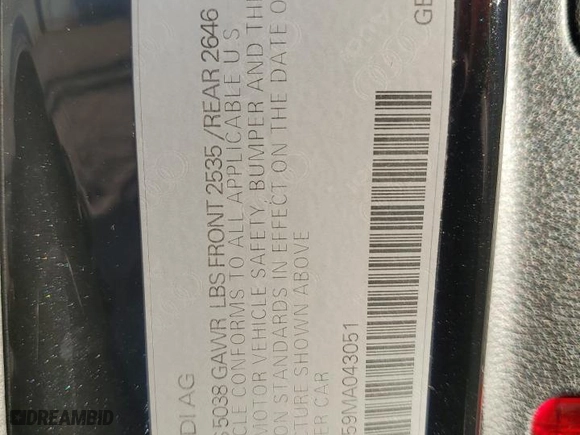 DI AG
5038 GAWR LBS FRONT 2535 / REAR 2646
CLE CONFORMS TO ALL APPLICABLE U.S
MOTOR VEHICLE SAFETY, BUMPER AND THE
ON STANDARDS IN EFFECT ON THE DATE O
TURE SHOWN ABOVE
ER CAR
59MA043051
GE
DREAMBID